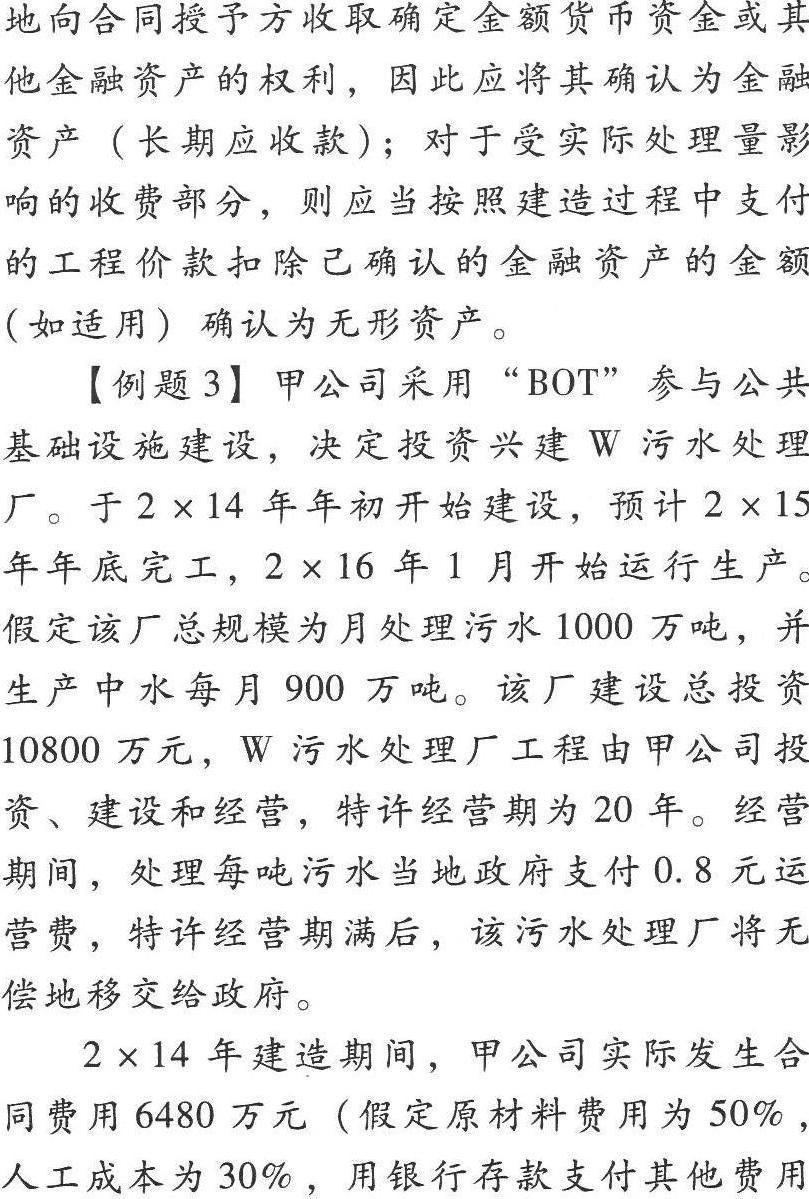 地向合同授予方收取确定金额货币资金或其
他金融资产的权利，因此应将其确认为金融
资产（长期应收款）；对于受实际处理量影
响的收费部分，则应当按照建造过程中支付
的工程价款扣除已确认的金融资产的金额
（如适用）确认为无形资产。
【例题3】甲公司采用“BOT”参与公共
基础设施建设，决定投资兴建 W 污水处理
厂。于 2×14 年年初开始建设，预计 2×15
年年底完工，2×16 年 1 月开始运行生产。
假定该厂总规模为月处理污水 1000 万吨，并
生产中水每月 900 万吨。该厂建设总投资
10800 万元，W 污水处理厂工程由甲公司投
资、建设和经营，特许经营期为 20 年。经营
期间，处理每吨污水当地政府支付 0.8 元运
营费，特许经营期满后，该污水处理厂将无
偿地移交给政府。
2×14 年建造期间，甲公司实际发生合
同费用 6480 万元（假定原材料费用为 50%，
人工成本为 30%，用银行存款支付其他费用